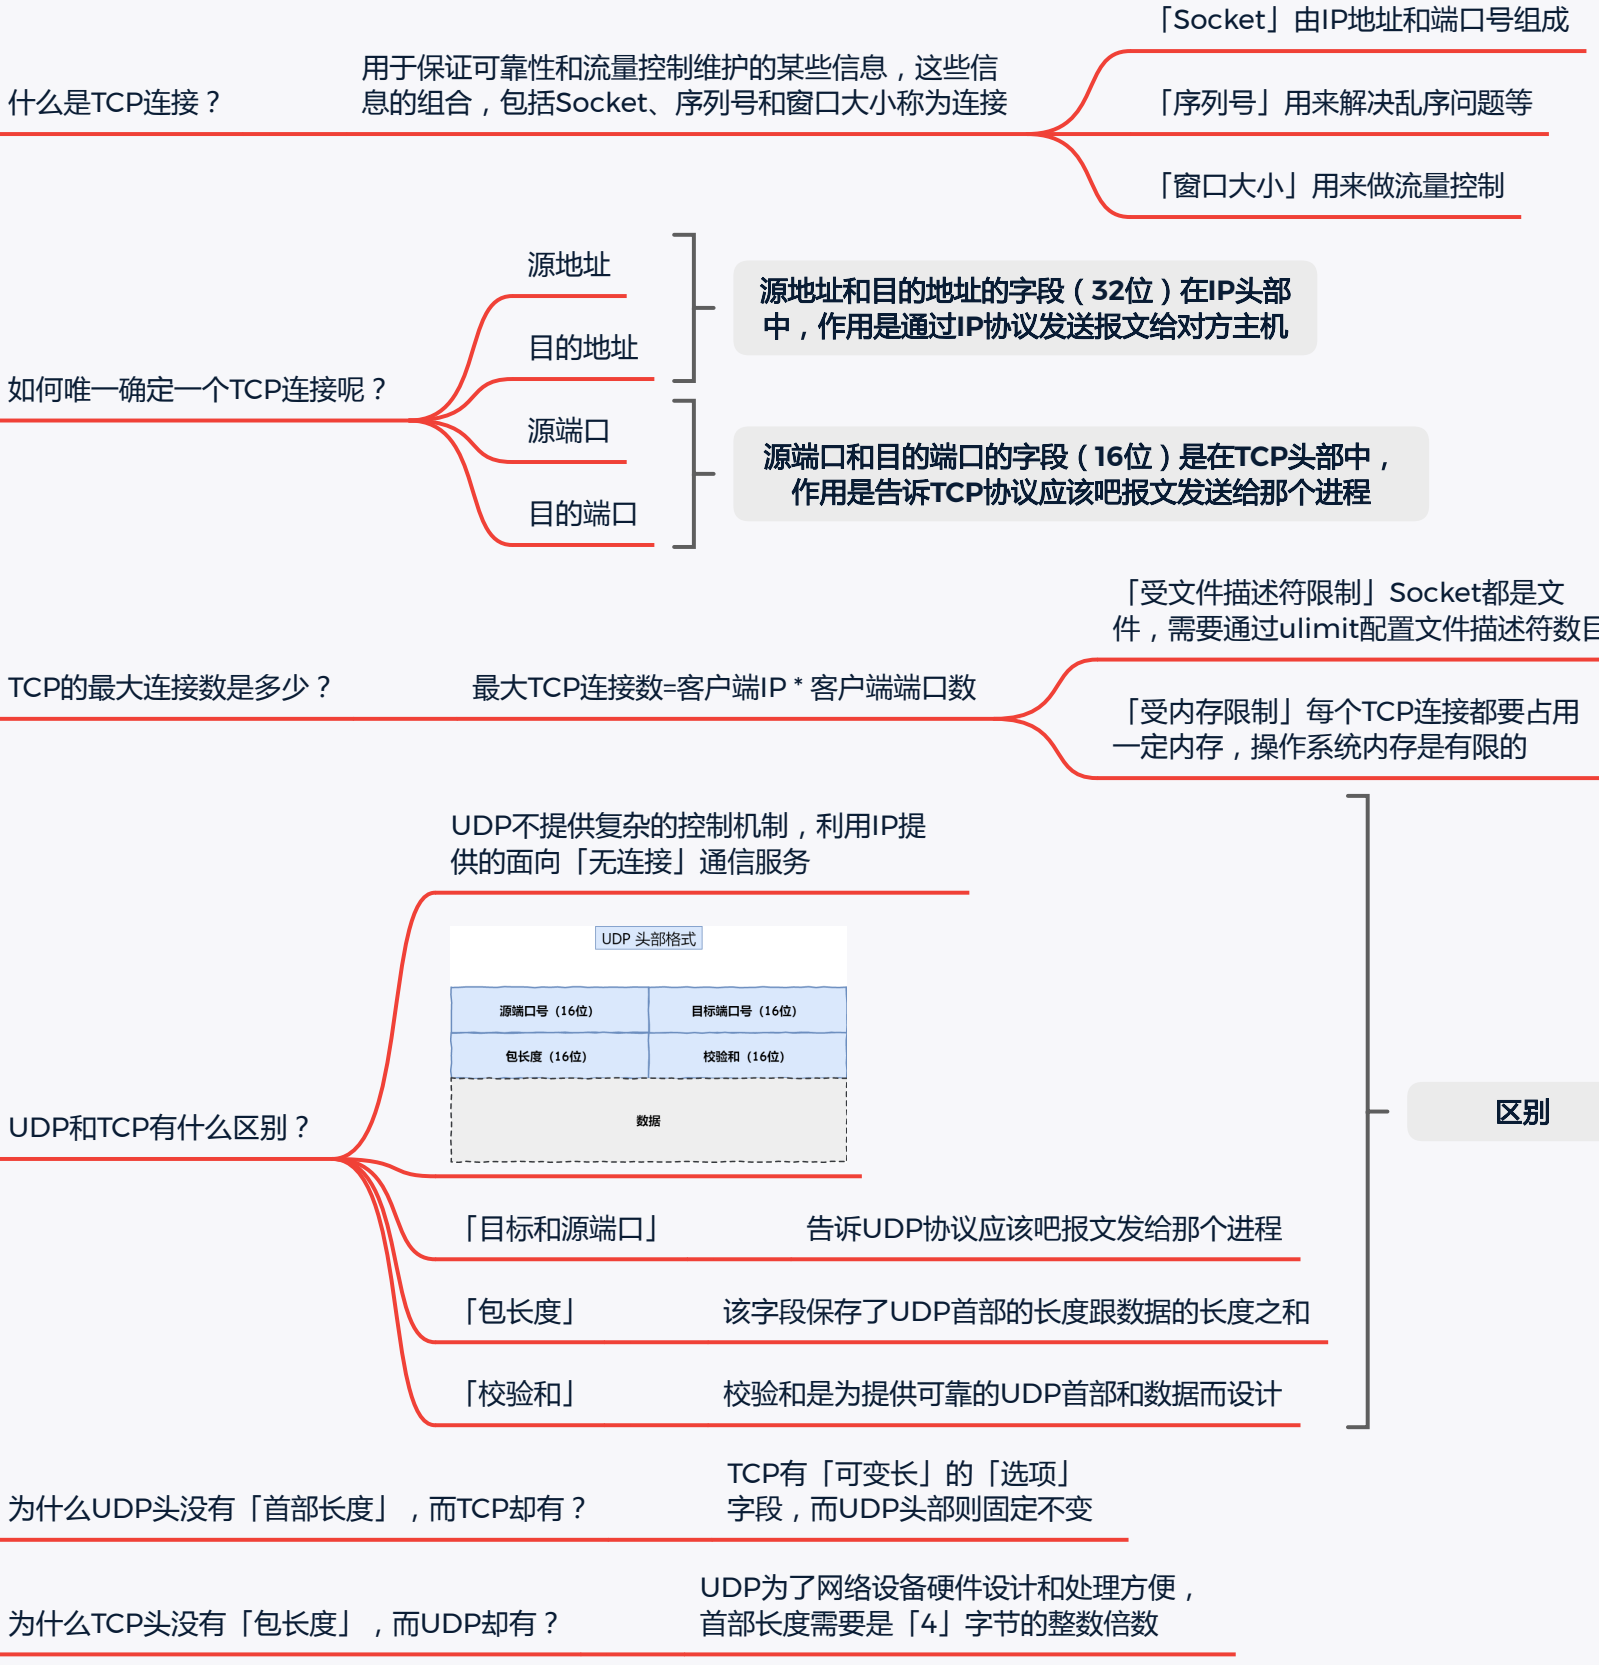 什么是TCP连接？
用于保证可靠性和流量控制维护的某些信息，这些信
息的组合，包括Socket、序列号和窗口大小称为连接
「Socket」由IP地址和端口号组成
「序列号」用来解决乱序问题等
「窗口大小」用来做流量控制
如何唯一确定一个TCP连接呢？
源地址
目的地址
源端口
目的端口
源地址和目的地址的字段（32位）在IP头部
中，作用是通过IP协议发送报文给对方主机
源端口和目的端口的字段（16位）是在TCP头部中，
作用是告诉TCP协议应该吧报文发送给那个进程
TCP的最大连接数是多少？
最大TCP连接数=客户端IP * 客户端端口数
「受文件描述符限制」Socket都是文
件，需要通过ulimit配置文件描述符数目
「受内存限制」每个TCP连接都要占用
一定内存，操作系统内存是有限的
UDP和TCP有什么区别？
UDP不提供复杂的控制机制，利用IP提
供的面向「无连接」通信服务
UDP 头部格式
源端口号（16位） 目标端口号（16位）
包长度（16位） 校验和（16位）
数据
「目标和源端口」 告诉UDP协议应该吧报文发给那个进程
「包长度」 该字段保存了UDP首部的长度跟数据的长度之和
「校验和」 校验和是为提供可靠的UDP首部和数据而设计
区别
为什么UDP头没有「首部长度」，而TCP却有？
TCP有「可变长」的「选项」
字段，而UDP头部则固定不变
为什么TCP头没有「包长度」，而UDP却有？
UDP为了网络设备硬件设计和处理方便，
首部长度需要是「4」字节的整数倍数